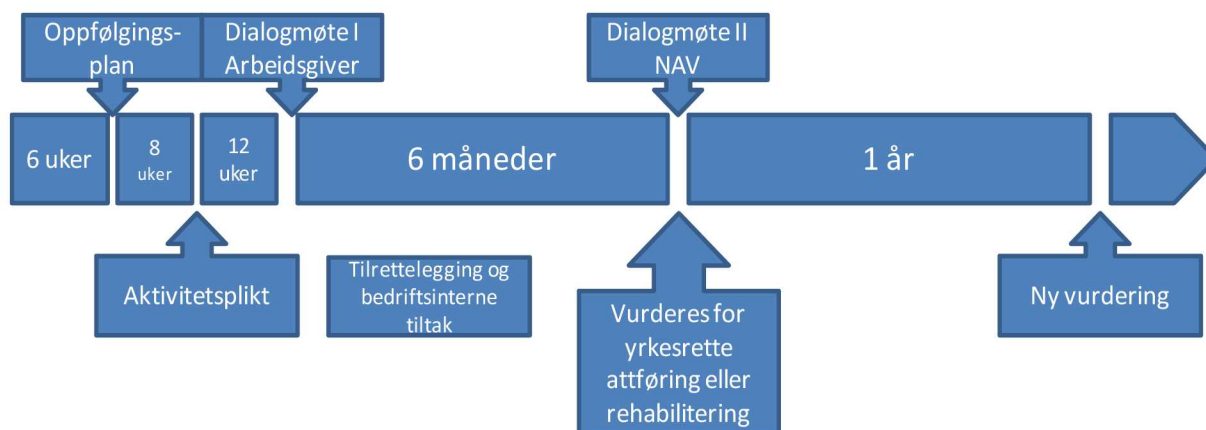 Oppfølgings-
plan
Dialogmøte I
Arbeidsgiver
Dialogmøte II
NAV
6 uker
8
uker
12
uker
6 måneder
1 år
Aktivitetsplikt
Tilrettelegging og
bedriftsinterne
tiltak
Vurderes for
yrkesrette
attføring eller
rehabilitering
Ny vurdering